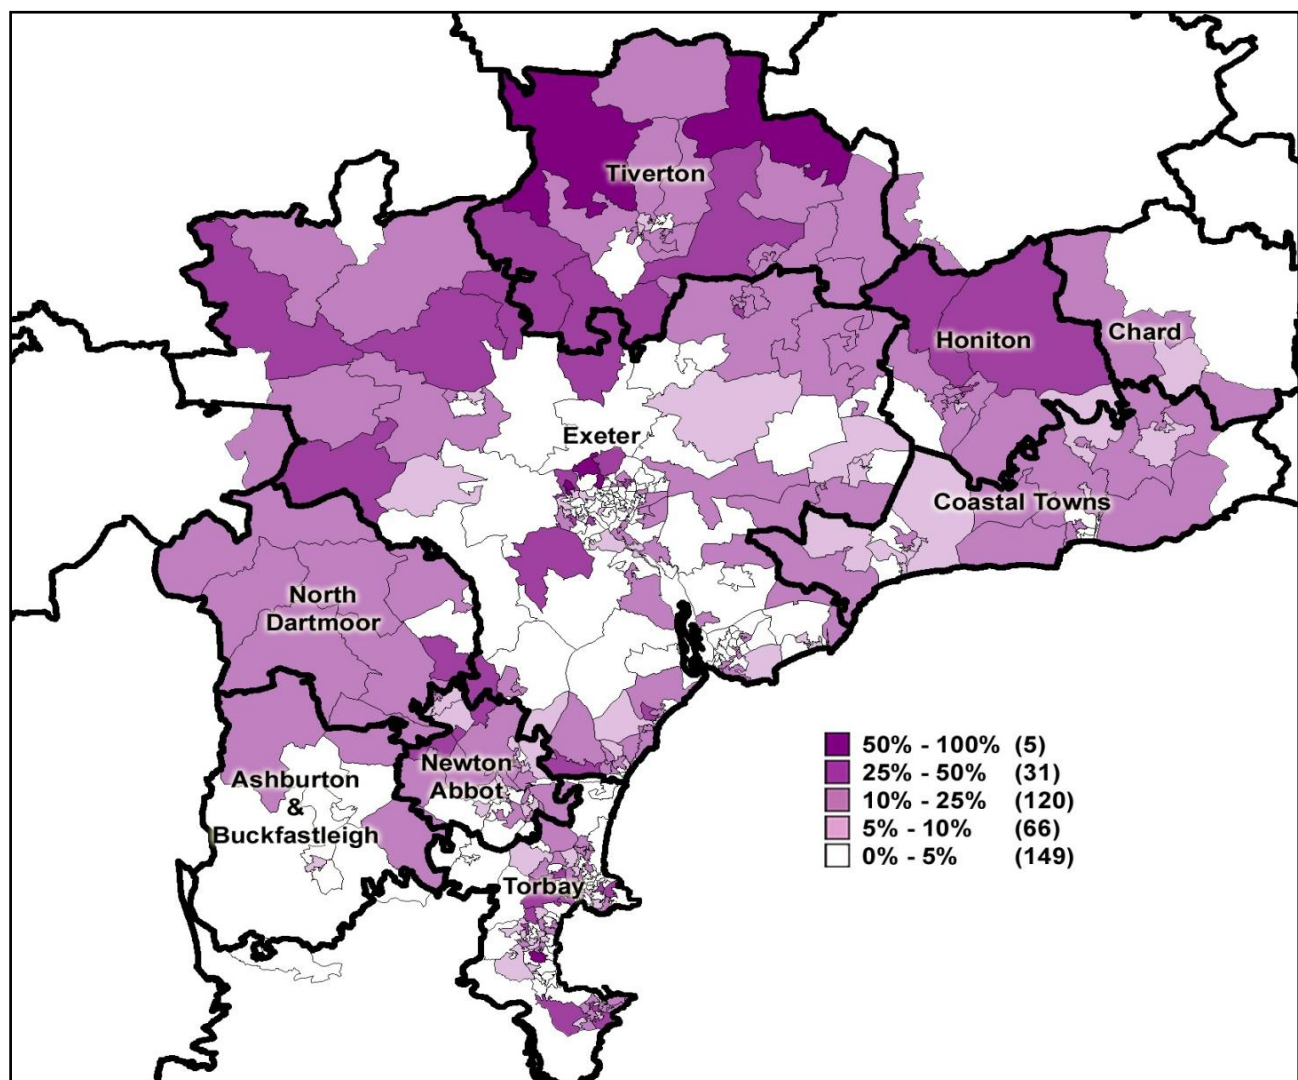 Tiverton
Honiton
Chard
Exeter
Coastal Towns
North
Dartmoor
Newton
Abbot
Ashburton
&
Buckfastleigh
Torbay
50% - 100% (5)
25% - 50% (31)
10% - 25% (120)
5% - 10% (66)
0% - 5% (149)